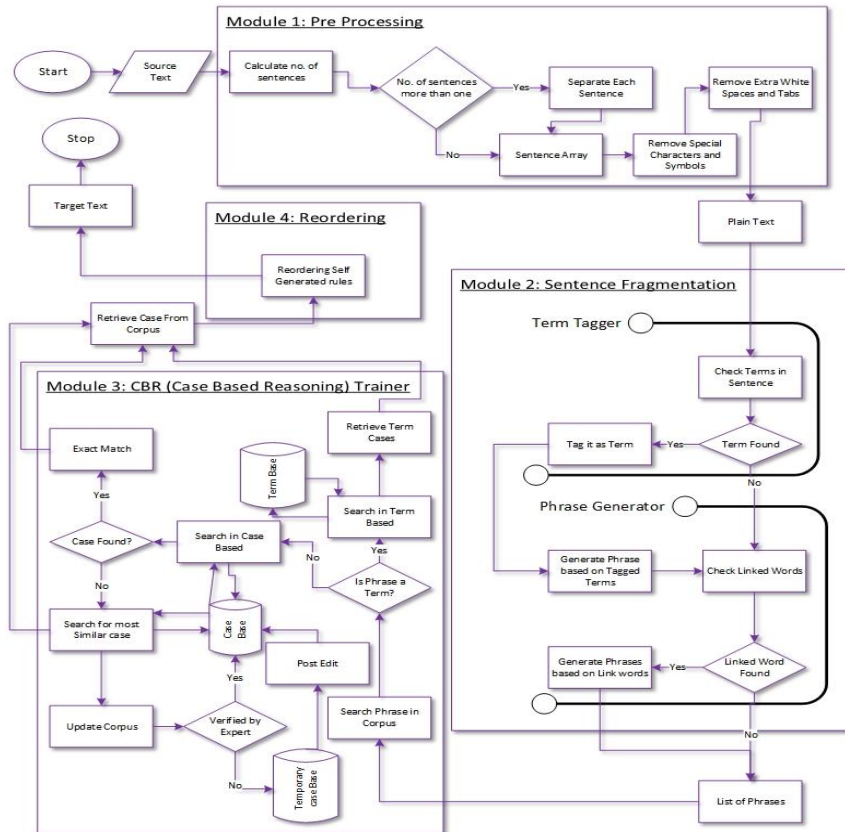 Module 1: Pre Processing
Start
Source
Text
Calculate no. of
sentences
No. of sentences
more than one
Yes
Separate Each
Sentence
Remove Extra White
Spaces and Tabs
No
Sentence Array
Remove Special
Characters and
Symbols
Stop
Target Text
Plain Text
Module 4: Reordering
Reordering Self
Generated rules
Retrieve Case From
Corpus
Module 2: Sentence Fragmentation
Term Tagger
Check Terms in
Sentence
Tag it as Term
Yes
Term Found
No
Phrase Generator
Generate Phrase
based on Tagged
Terms
Check Linked Words
Generate Phrases
based on Link words
Yes
Linked Word
Found
No
List of Phrases
Module 3: CBR (Case Based Reasoning) Trainer
Exact Match
Retrieve Term
Cases
Term Base
Yes
Search in Term
Based
Case Found?
Search in Case
Based
No
Yes
Is Phrase a
Term?
No
Search for most
Similar case
Case
Base
Post Edit
Yes
Search Phrase in
Corpus
Update Corpus
Verified by
Expert
No
Temporary
case Base